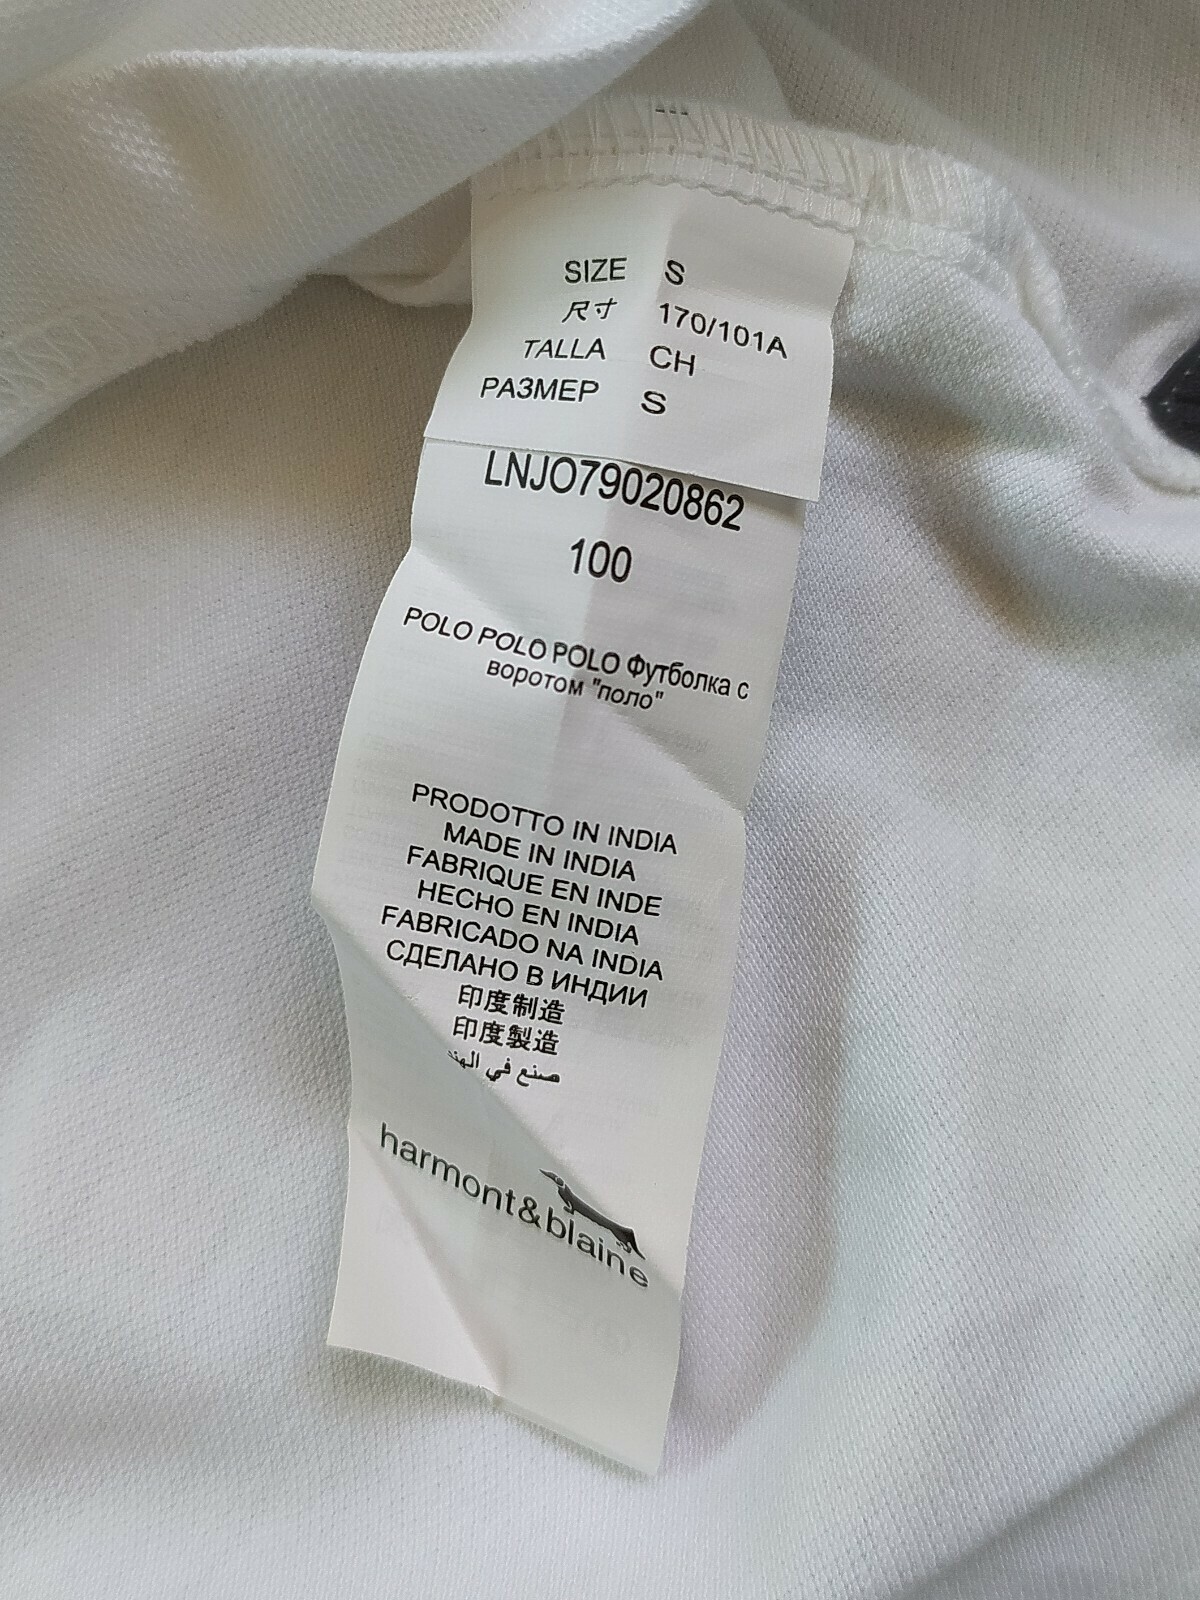 SIZE S
尺寸 170/101A
TALLA CH
РАЗМЕР S
LNJO79020862
100
POLO POLO POLO Футболка с
воротом "поло"
PRODOTTO IN INDIA
MADE IN INDIA
FABRIQUE EN INDE
HECHO EN INDIA
FABRICADO NA INDIA
СДЕЛАНО В ИНДИИ
印度制造
印度製造
صنع في الهند
harmont&blaine